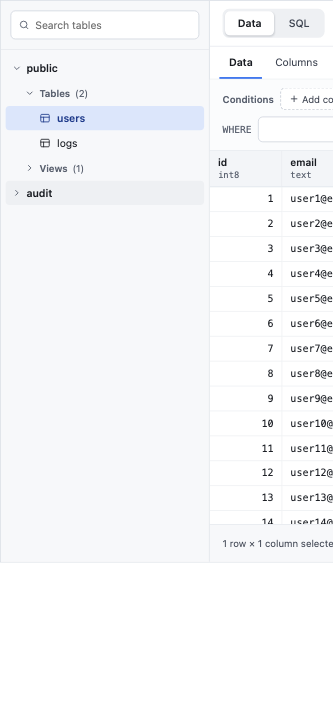 Search tables
public
Tables (2)
users
logs
Views (1)
audit
Data SQL
Data Columns
Conditions + Add co
WHERE
id email
int8 text
1 user1@e
2 user2@e
3 user3@e
4 user4@e
5 user5@e
6 user6@e
7 user7@e
8 user8@e
9 user9@e
10 user10@
11 user11@
12 user12@
13 user13@
14 user14@
1 row × 1 column selecte